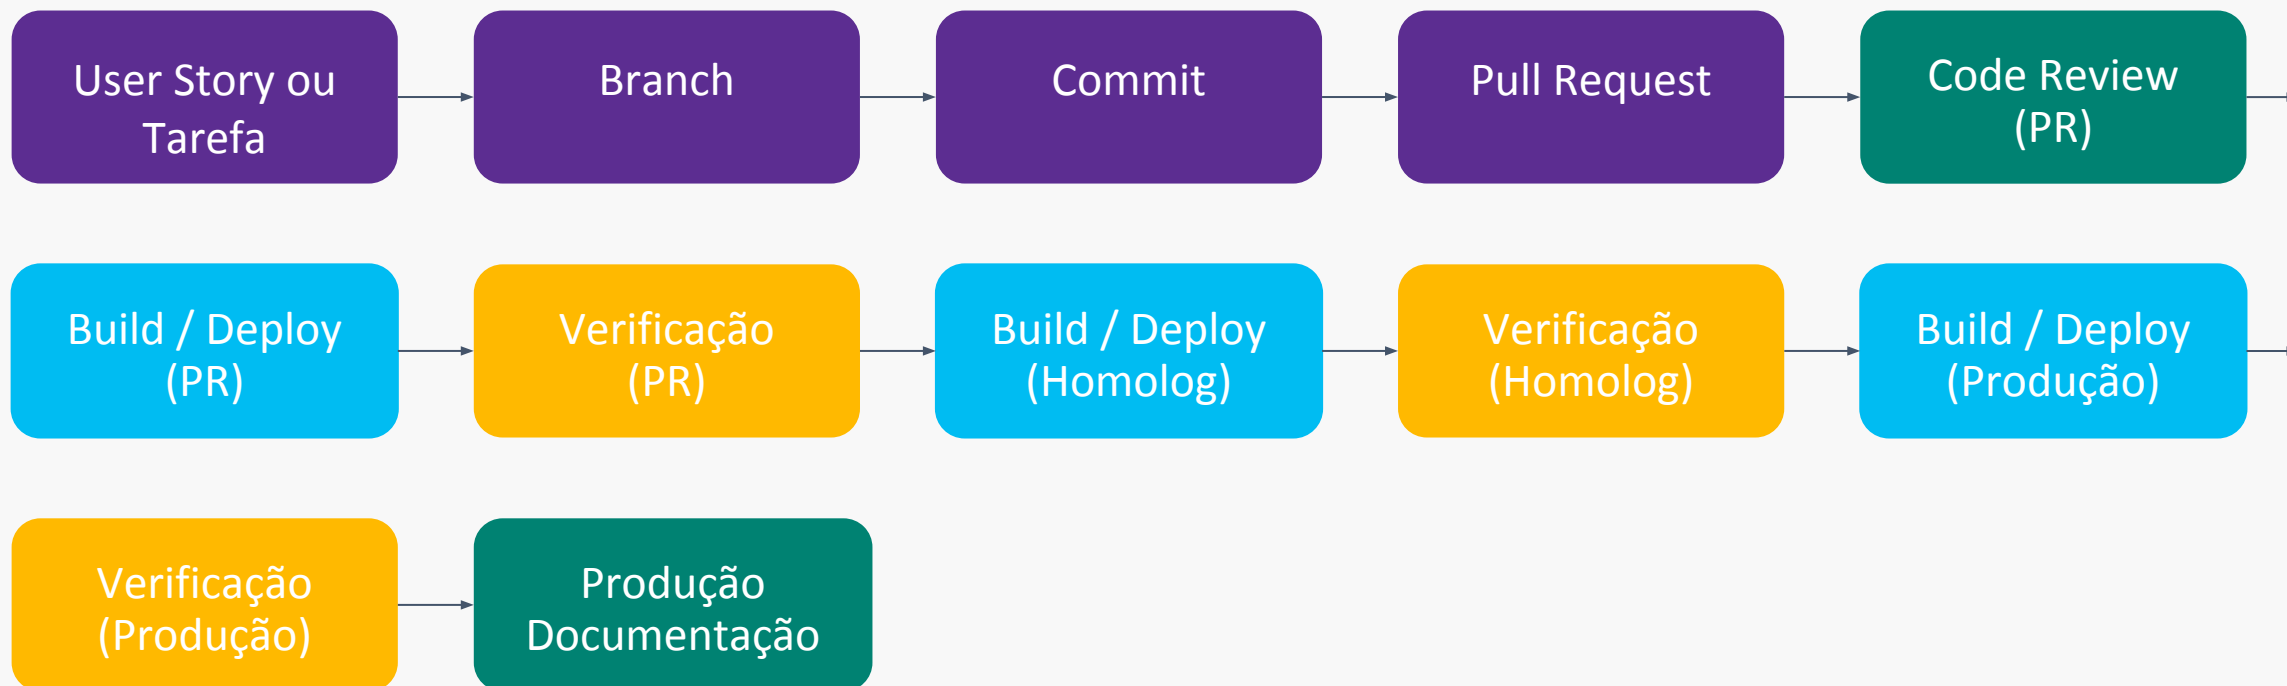 User Story ou
Tarefa
Branch
Commit
Pull Request
Code Review
(PR)
Build / Deploy
(PR)
Verificação
(PR)
Build / Deploy
(Homolog)
Verificação
(Homolog)
Build / Deploy
(Produção)
Verificação
(Produção)
Produção
Documentação